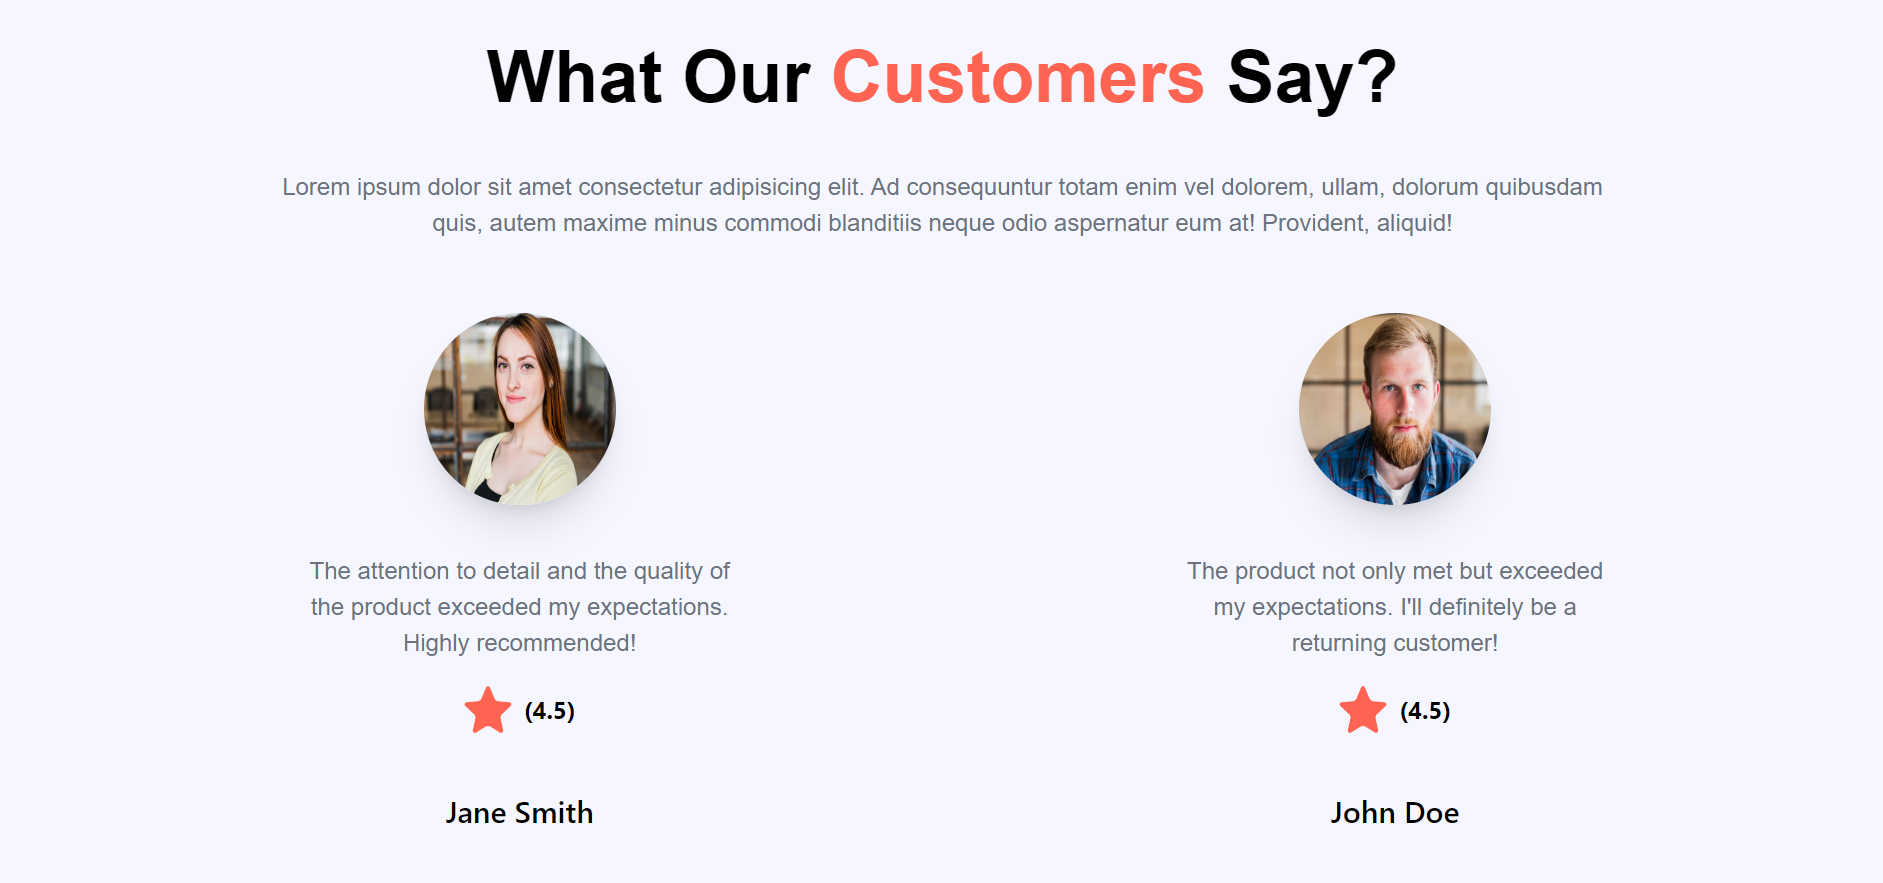 What Our Customers Say?
Lorem ipsum dolor sit amet consectetur adipisicing elit. Ad consequuntur totam enim vel dolorem, ullam, dolorum quibusdam
quis, autem maxime minus commodi blanditiis neque odio aspernatur eum at! Provident, aliquid!
The attention to detail and the quality of
the product exceeded my expectations.
Highly recommended!
(4.5)
Jane Smith
The product not only met but exceeded
my expectations. I'll definitely be a
returning customer!
(4.5)
John Doe